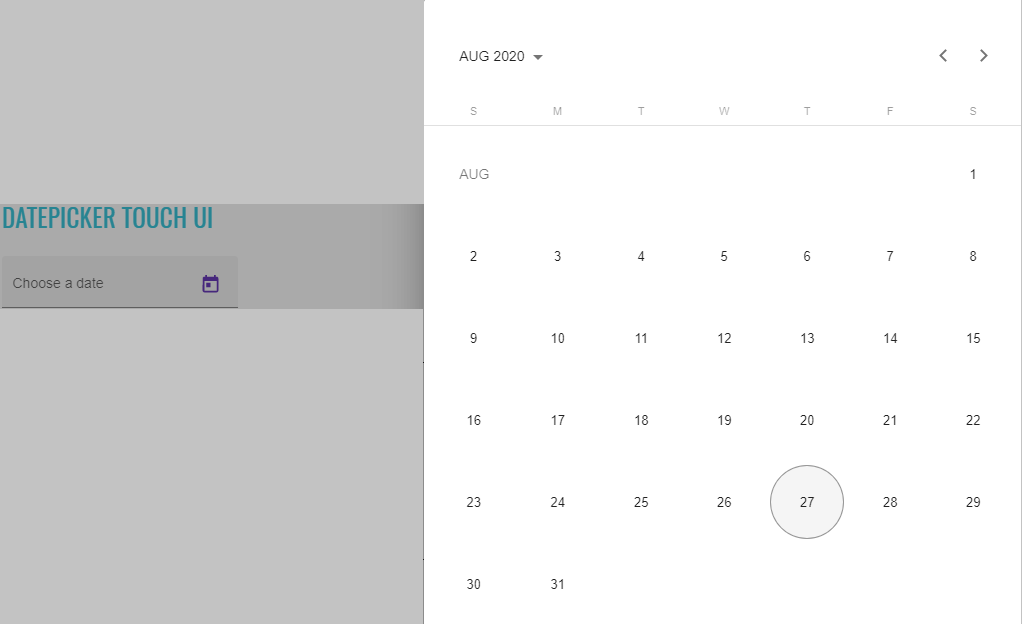 AUG 2020
S M T W T F S
AUG 1
DATEPICKER TOUCH UI
Choose a date
2 3 4 5 6 7 8
9 10 11 12 13 14 15
16 17 18 19 20 21 22
23 24 25 26 27 28 29
30 31